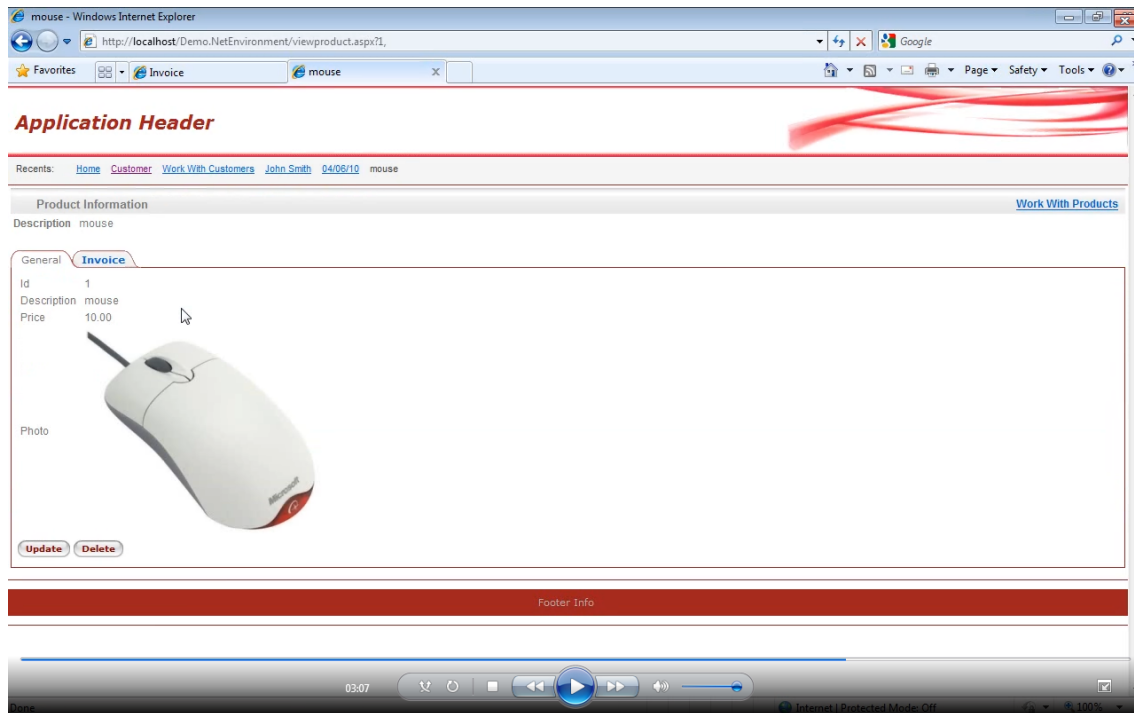 mouse - Windows Internet Explorer
http://localhost/Demo.NetEnvironment/viewproduct.aspx?1,
Google
Favorites Invoice mouse Page Safety Tools
Application Header
Recents: Home Customer Work With Customers John Smith 04/06/10 mouse
Product Information Work With Products
Description mouse
General Invoice
Id 1
Description mouse
Price 10.00
Photo
Microsoft
Update Delete
Footer Info
03:07
Done Internet | Protected Mode: Off 100%